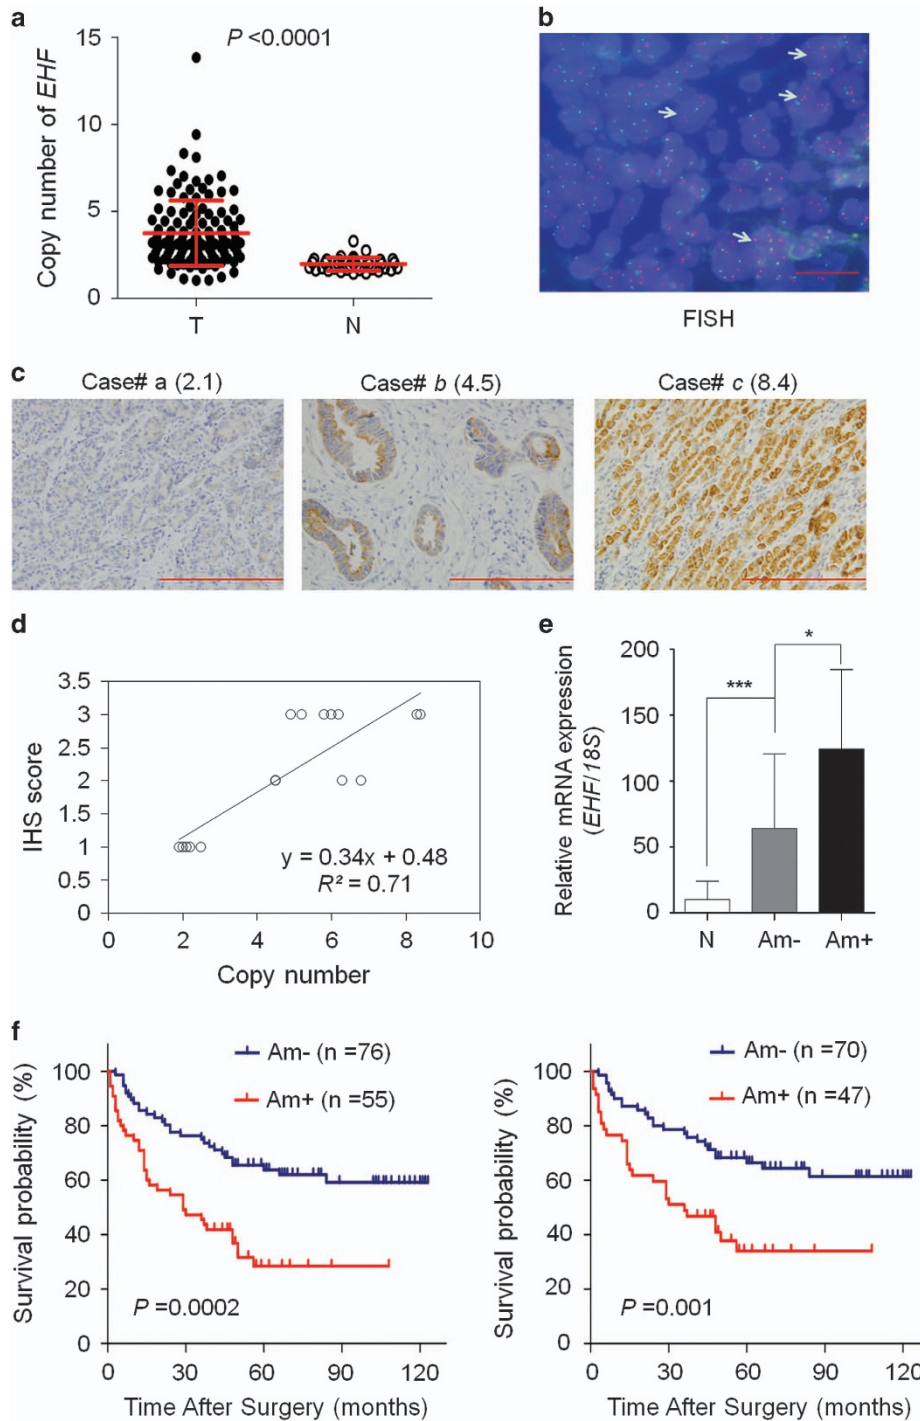 a
P <0.0001
Copy number of EHF
15
10
5
0
T
N
b
FISH
c
Case# a (2.1)
Case# b (4.5)
Case# c (8.4)
d
IHS score
3.5
3
2.5
2
1.5
1
0.5
0
y = 0.34x + 0.48
R² = 0.71
0 2 4 6 8 10
Copy number
e
Relative mRNA expression
(EHF/18S)
200
150
100
50
0
***
*
N Am- Am+
f
Survival probability (%)
100
80
60
40
20
0
Am- (n =76)
Am+ (n =55)
P =0.0002
0 30 60 90 120
Time After Surgery (months)
Survival probability (%)
100
80
60
40
20
0
Am- (n =70)
Am+ (n =47)
P =0.001
0 30 60 90 120
Time After Surgery (months)